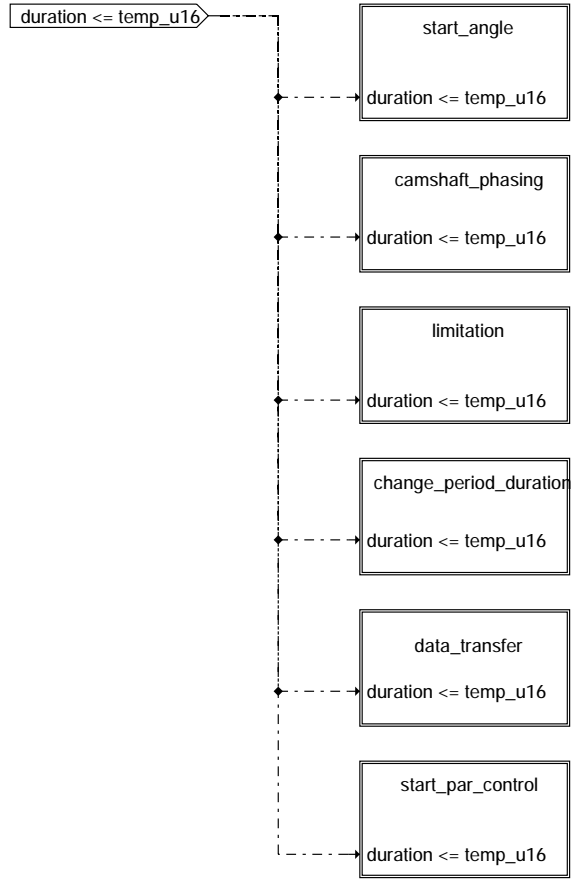 duration <= temp_u16
start_angle
duration <= temp_u16
camshaft_phasing
duration <= temp_u16
limitation
duration <= temp_u16
change_period_duration
duration <= temp_u16
data_transfer
duration <= temp_u16
start_par_control
duration <= temp_u16